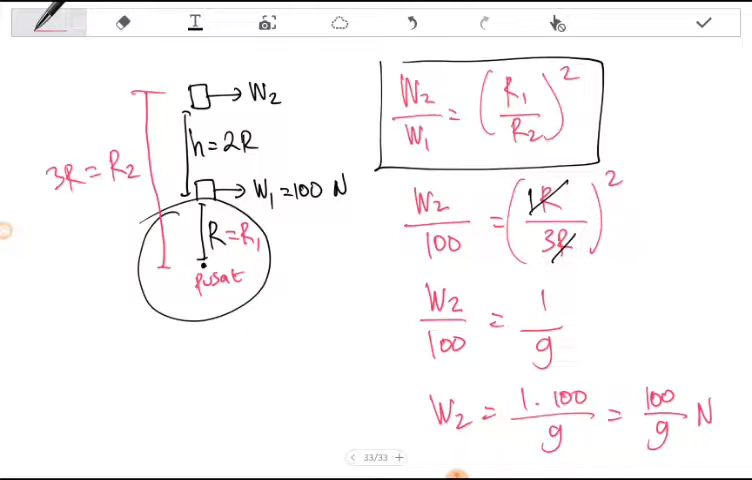 T
W2
h=2R
3R=R2
W1=100 N
R=R1
pusat
W2/W1 = (R1/R2)²
W2/100 = (1R/3R)²
W2/100 = 1/9
W2 = 1.100/9 = 100/9 N
< 33/33 +